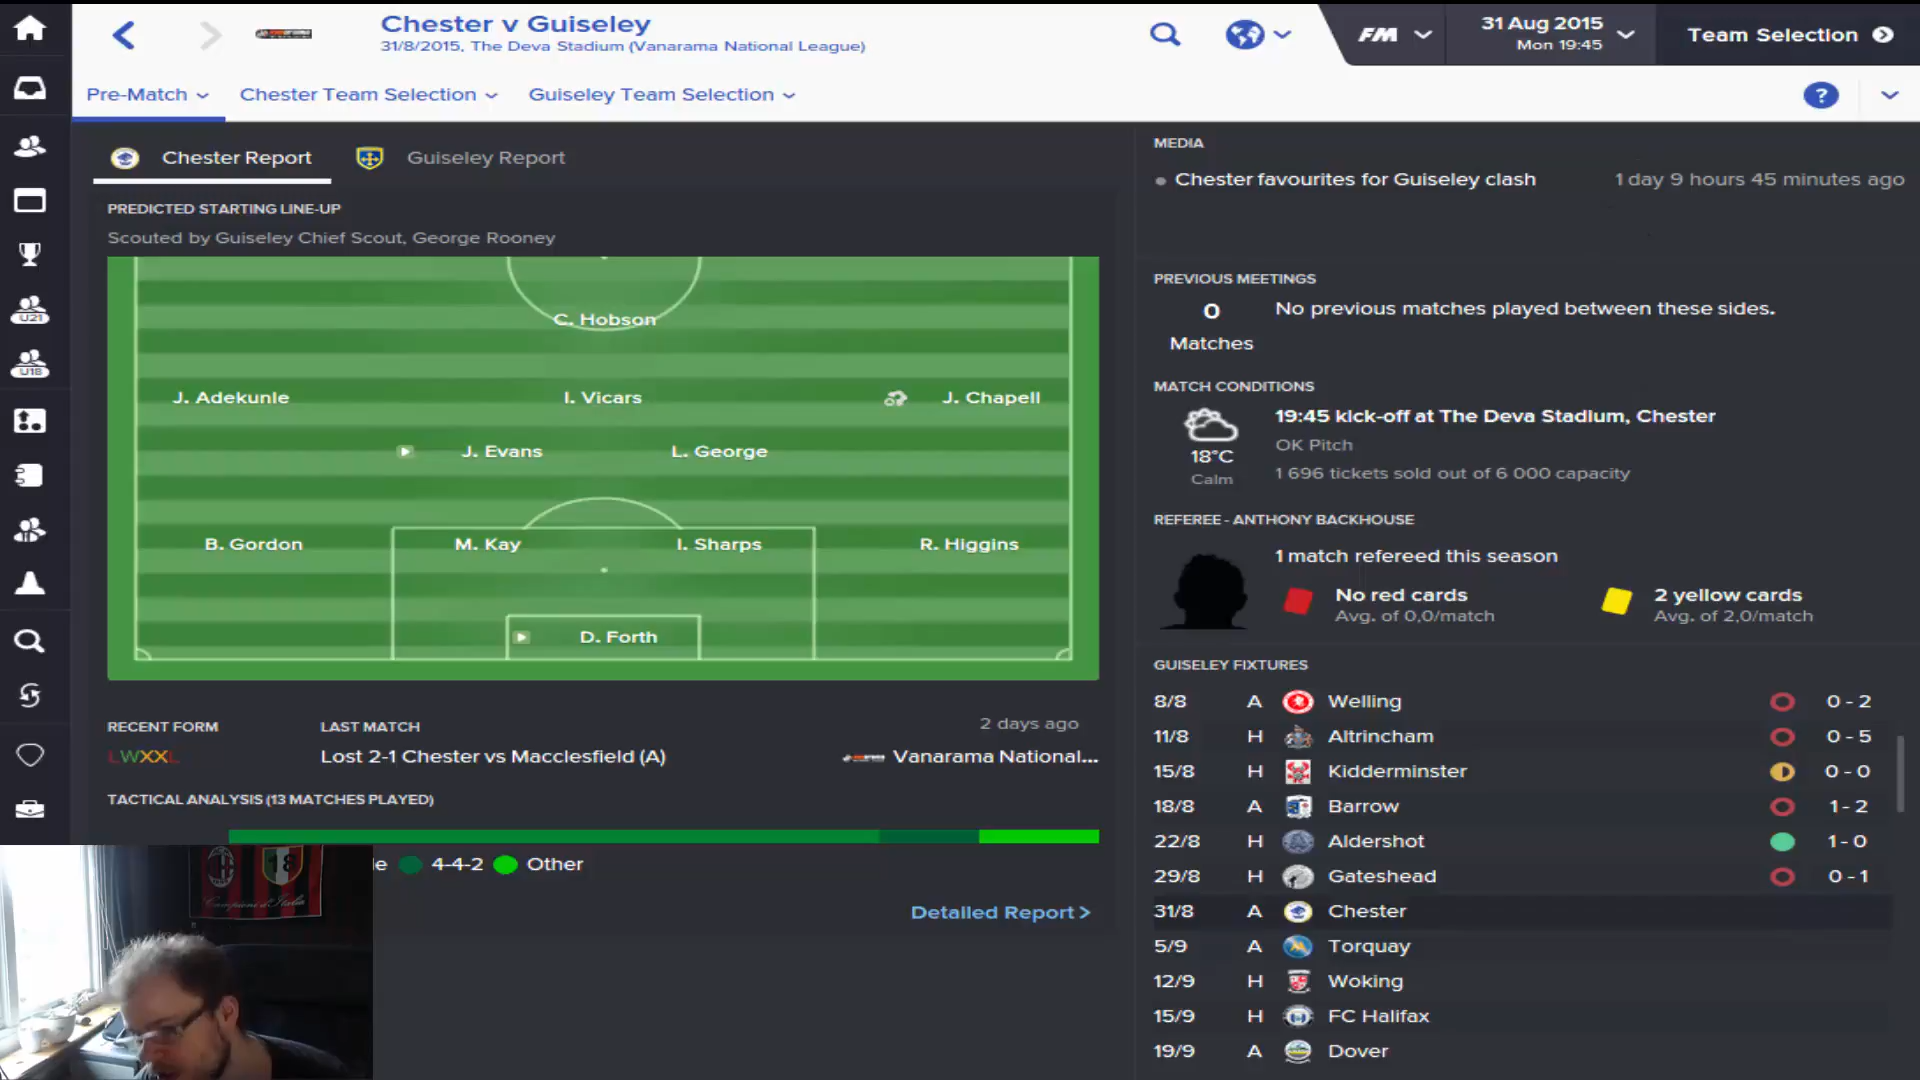 Chester v Guiseley
31/8/2015, The Deva Stadium (Vanarama National League)
FM
31 Aug 2015
Mon 19:45
Team Selection
Pre-Match
Chester Team Selection
Guiseley Team Selection
?
Chester Report
Guiseley Report
PREDICTED STARTING LINE-UP
Scouted by Guiseley Chief Scout, George Rooney
C. Hobson
J. Adekunle
I. Vicars
J. Chapell
J. Evans
L. George
B. Gordon
M. Kay
I. Sharps
R. Higgins
D. Forth
RECENT FORM
LWXXL
LAST MATCH
2 days ago
Lost 2-1 Chester vs Macclesfield (A)
Vanarama National...
TACTICAL ANALYSIS (13 MATCHES PLAYED)
le
4-4-2
Other
Detailed Report >
MEDIA
Chester favourites for Guiseley clash
1 day 9 hours 45 minutes ago
PREVIOUS MEETINGS
0
Matches
No previous matches played between these sides.
MATCH CONDITIONS
18°C
Calm
19:45 kick-off at The Deva Stadium, Chester
OK Pitch
1 696 tickets sold out of 6 000 capacity
REFEREE - ANTHONY BACKHOUSE
1 match refereed this season
No red cards
Avg. of 0,0/match
2 yellow cards
Avg. of 2,0/match
GUISELEY FIXTURES
8/8 A Welling 0 - 2
11/8 H Altrincham 0 - 5
15/8 H Kidderminster 0 - 0
18/8 A Barrow 1 - 2
22/8 H Aldershot 1 - 0
29/8 H Gateshead 0 - 1
31/8 A Chester
5/9 A Torquay
12/9 H Woking
15/9 H FC Halifax
19/9 A Dover
U21
U18
18
Campioni d'Italia